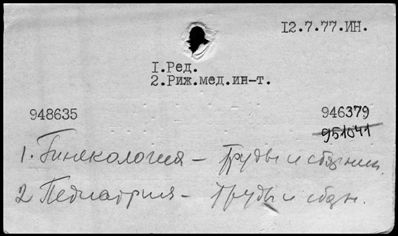 12.7.77.ИН.
1.Ред.
2.Риж.мед.ин-т.
948635
946379
951041
1. Гинекология – Труды и сборники
2 Педиатрия – Труды и сборн.